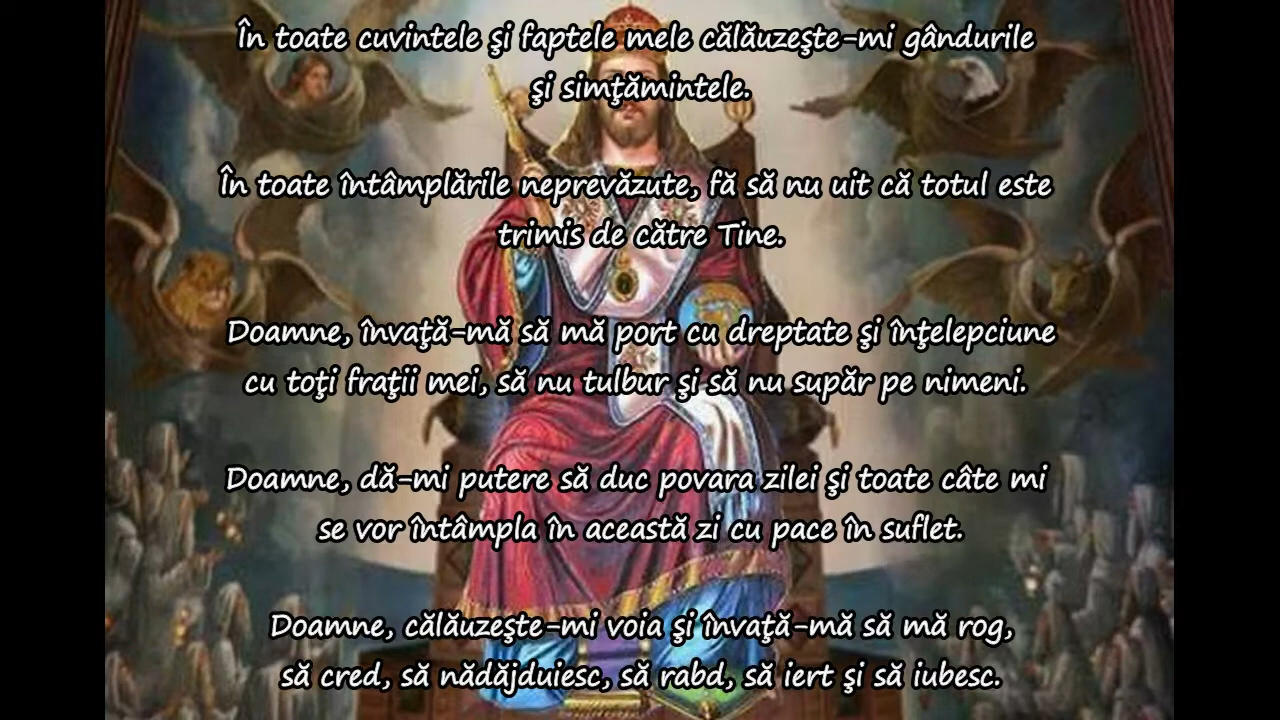 În toate cuvintele şi faptele mele călăuzeşte-mi gândurile
şi simţămintele.
În toate întâmplările neprevăzute, fă să nu uit că totul este
trimis de către Tine.
Doamne, învaţă-mă să mă port cu dreptate şi înţelepciune
cu toţi fraţii mei, să nu tulbur şi să nu supăr pe nimeni.
Doamne, dă-mi putere să duc povara zilei şi toate câte mi
se vor întâmpla în această zi cu pace în suflet.
Doamne, călăuzeşte-mi voia şi învaţă-mă să mă rog,
să cred, să nădăjduiesc, să rabd, să iert şi să iubesc.